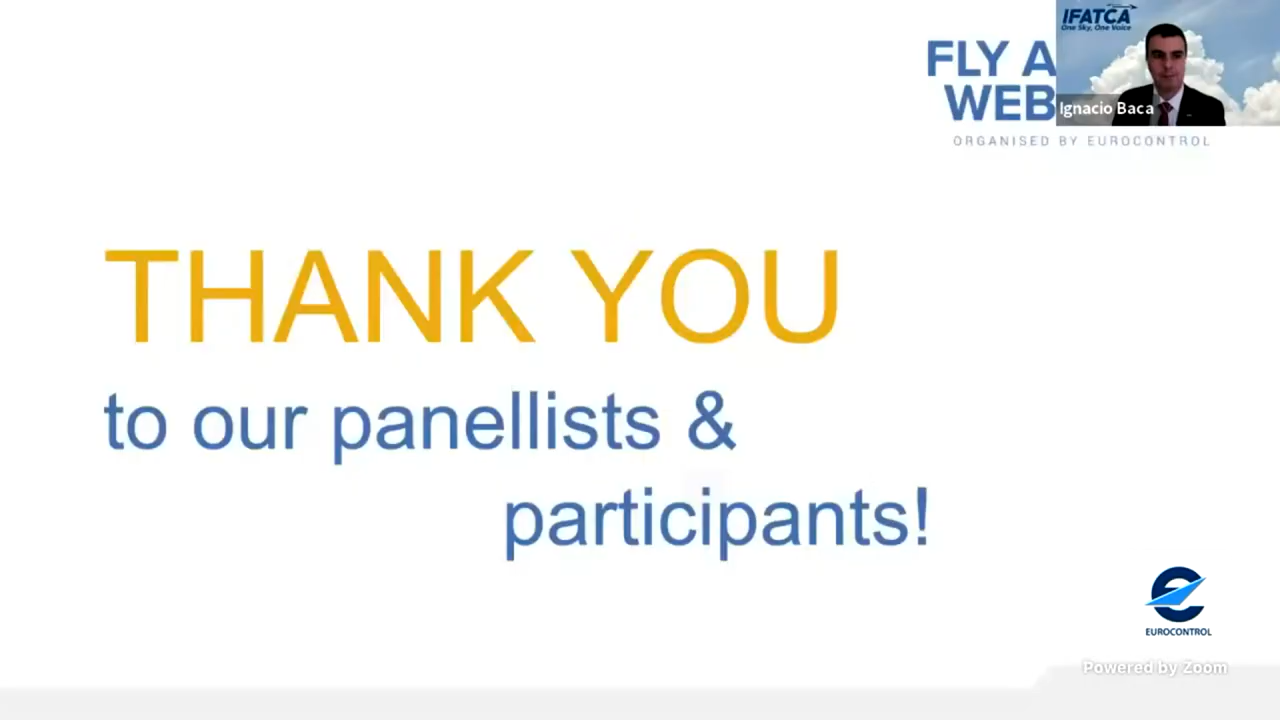 IFATCA
One Sky, One Voice
FLY A
WEB
Ignacio Baca
ORGANISED BY EUROCONTROL
THANK YOU
to our panellists &
participants!
EUROCONTROL
Powered by Zoom